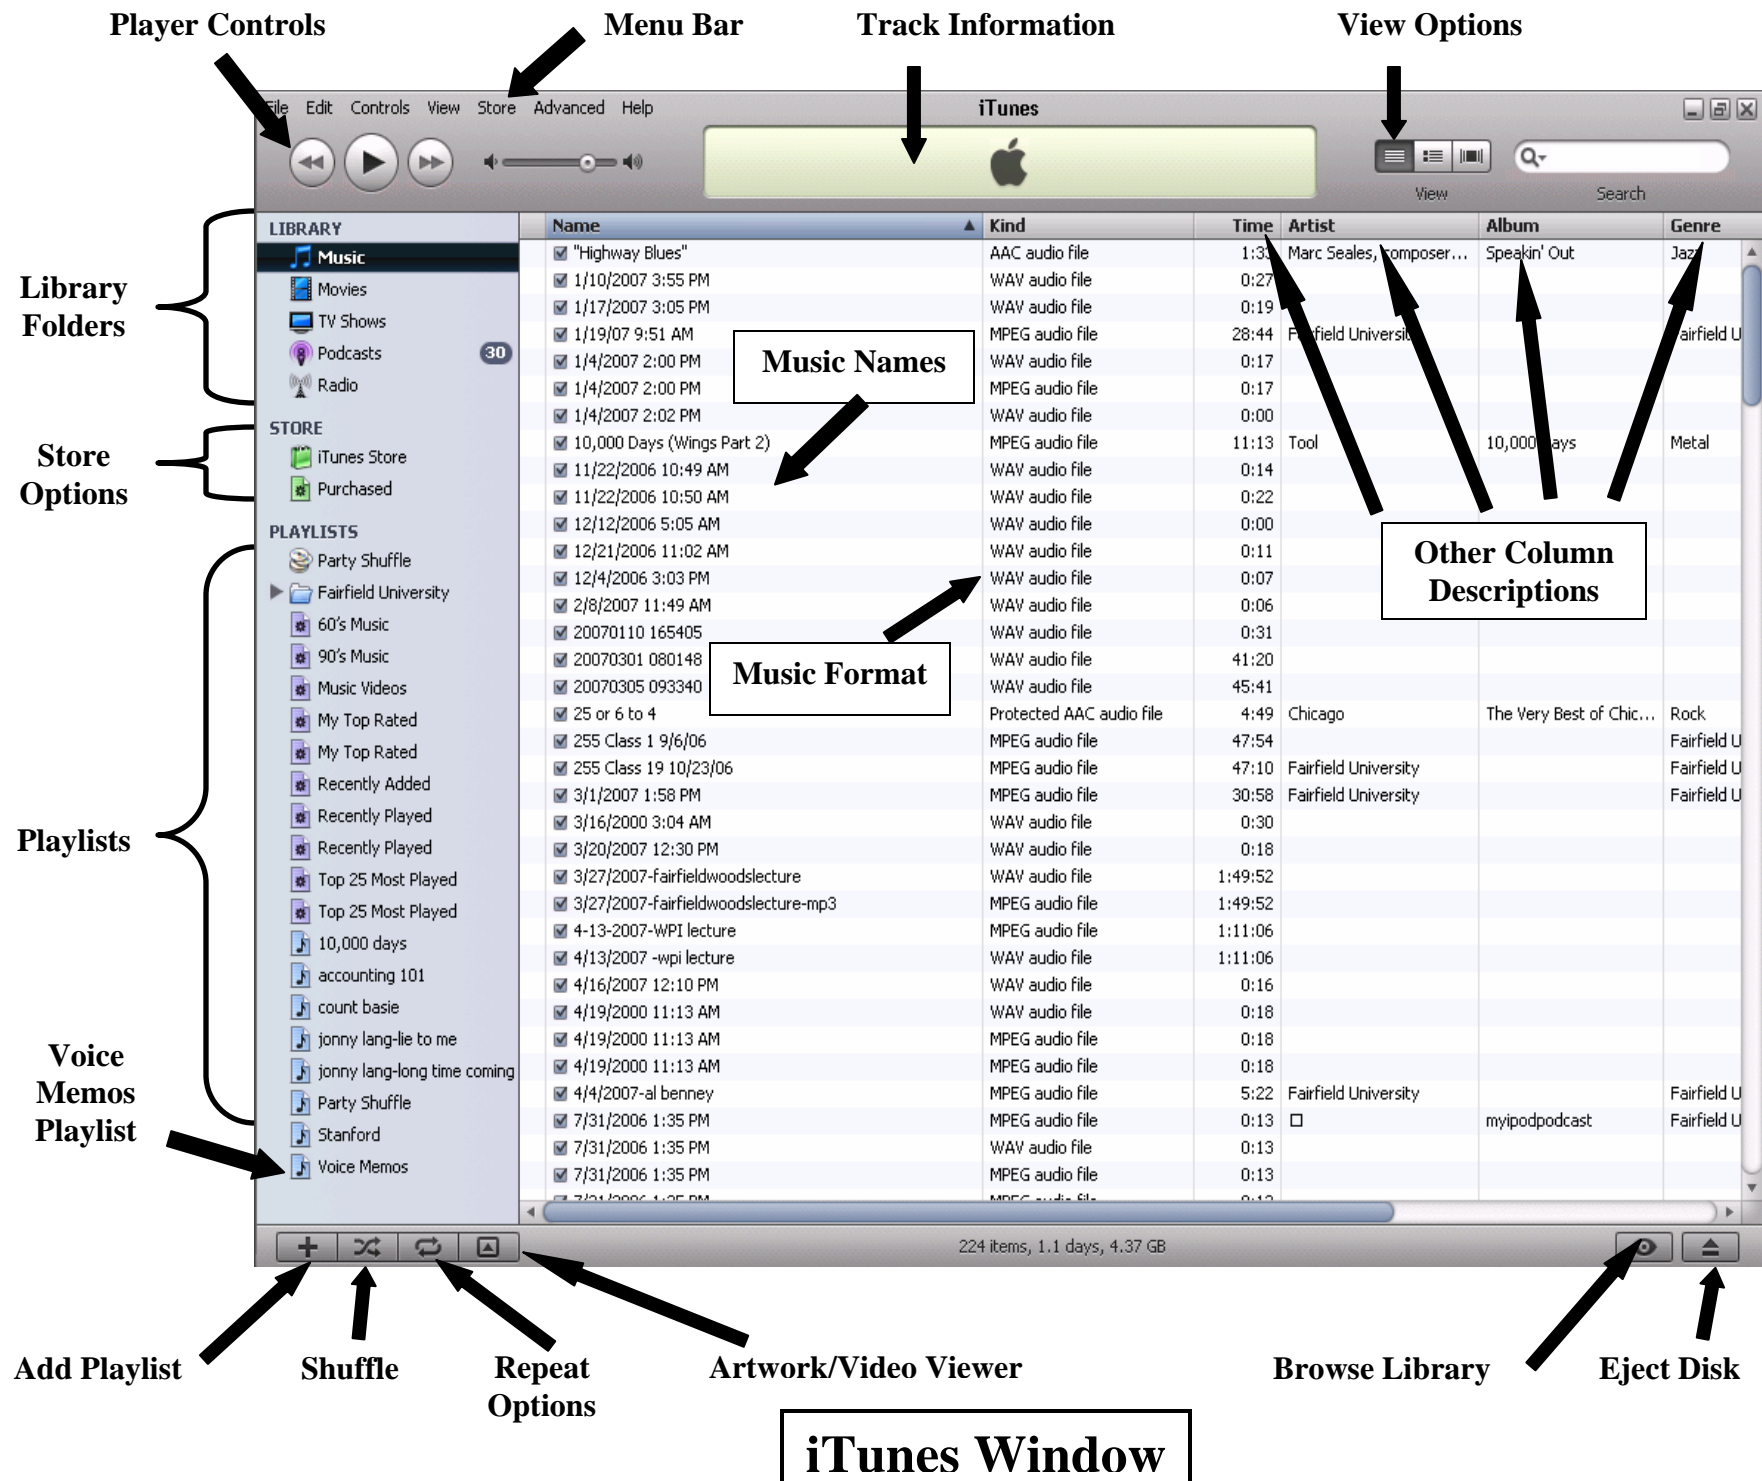 Player Controls Menu Bar Track Information View Options
File Edit Controls View Store Advanced Help iTunes
View Search
Library
Folders
Store
Options
Playlists
Voice
Memos
Playlist
LIBRARY
Music
Movies
TV Shows
Podcasts 30
Radio
STORE
iTunes Store
Purchased
PLAYLISTS
Party Shuffle
Fairfield University
60's Music
90's Music
Music Videos
My Top Rated
My Top Rated
Recently Added
Recently Played
Recently Played
Top 25 Most Played
Top 25 Most Played
10,000 days
accounting 101
count basie
jonny lang-lie to me
jonny lang-long time coming
Party Shuffle
Stanford
Voice Memos
Name Kind Time Artist Album Genre
"Highway Blues" AAC audio file 1:33 Marc Seales, composer... Speakin' Out Jazz
1/10/2007 3:55 PM WAV audio file 0:27
1/17/2007 3:05 PM WAV audio file 0:19
1/19/07 9:51 AM MPEG audio file 28:44 Fairfield University Fairfield U
1/4/2007 2:00 PM WAV audio file 0:17
1/4/2007 2:00 PM MPEG audio file 0:17
1/4/2007 2:02 PM WAV audio file 0:00
10,000 Days (Wings Part 2) MPEG audio file 11:13 Tool 10,000 Days Metal
11/22/2006 10:49 AM WAV audio file 0:14
11/22/2006 10:50 AM WAV audio file 0:22
12/12/2006 5:05 AM WAV audio file 0:00
12/21/2006 11:02 AM WAV audio file 0:11
12/4/2006 3:03 PM WAV audio file 0:07
2/8/2007 11:49 AM WAV audio file 0:06
20070110 165405 WAV audio file 0:31
20070301 080148 WAV audio file 41:20
20070305 093340 WAV audio file 45:41
25 or 6 to 4 Protected AAC audio file 4:49 Chicago The Very Best of Chic... Rock
255 Class 1 9/6/06 MPEG audio file 47:54 Fairfield U
255 Class 19 10/23/06 MPEG audio file 47:10 Fairfield University Fairfield U
3/1/2007 1:58 PM MPEG audio file 30:58 Fairfield University Fairfield U
3/16/2000 3:04 AM WAV audio file 0:30
3/20/2007 12:30 PM WAV audio file 0:18
3/27/2007-fairfieldwoodslecture WAV audio file 1:49:52
3/27/2007-fairfieldwoodslecture-mp3 MPEG audio file 1:49:52
4-13-2007-WPI lecture MPEG audio file 1:11:06
4/13/2007 -wpi lecture WAV audio file 1:11:06
4/16/2007 12:10 PM WAV audio file 0:16
4/19/2000 11:13 AM WAV audio file 0:18
4/19/2000 11:13 AM MPEG audio file 0:18
4/19/2000 11:13 AM MPEG audio file 0:18
4/4/2007-al benney MPEG audio file 5:22 Fairfield University Fairfield U
7/31/2006 1:35 PM MPEG audio file 0:13 myipodpodcast Fairfield U
7/31/2006 1:35 PM WAV audio file 0:13
7/31/2006 1:35 PM MPEG audio file 0:13
7/31/2006 1:35 PM MPEG audio file 0:13
Music Names
Music Format
Other Column
Descriptions
224 items, 1.1 days, 4.37 GB
Add Playlist Shuffle Repeat
Options
Artwork/Video Viewer Browse Library Eject Disk
iTunes Window